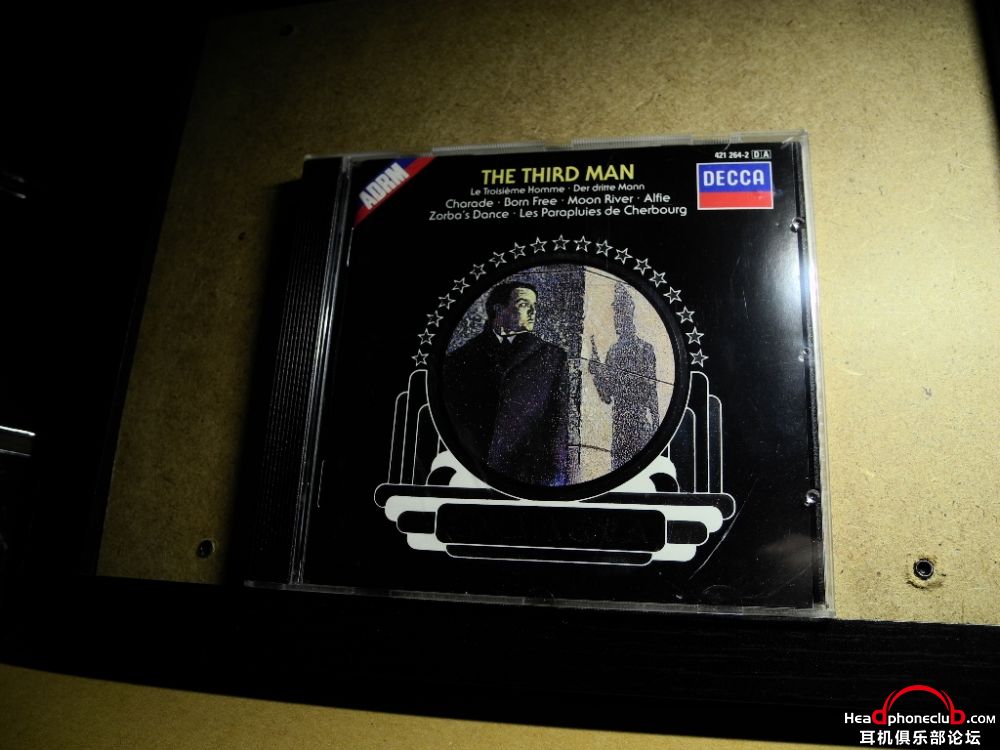 421 264-2 DA
ADRM
THE THIRD MAN
DECCA
Le Troisième Homme · Der dritte Mann
Charade · Born Free · Moon River · Alfie
Zorba's Dance · Les Parapluies de Cherbourg
Headphoneclub.com
耳机俱乐部论坛